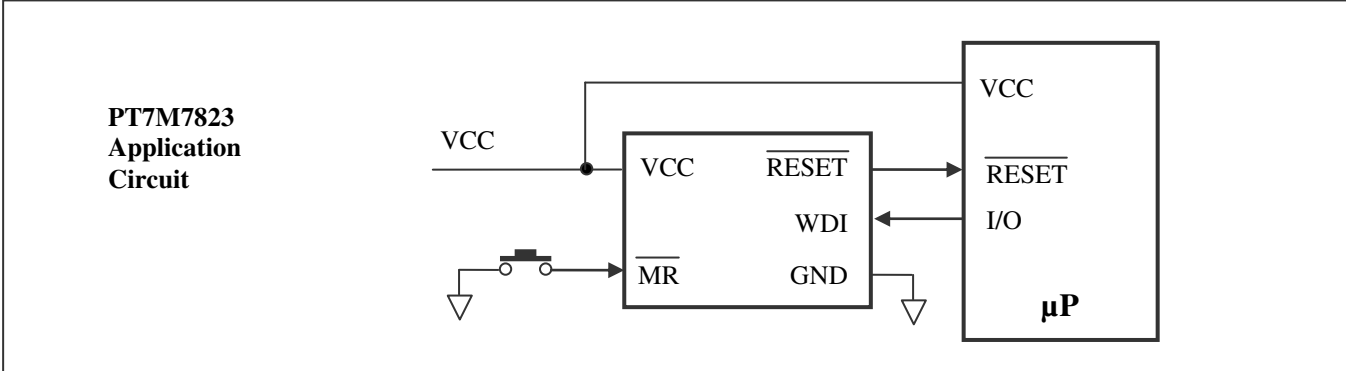 PT7M7823
Application
Circuit
VCC
VCC
RESET
WDI
MR
GND
VCC
RESET
I/O
µP